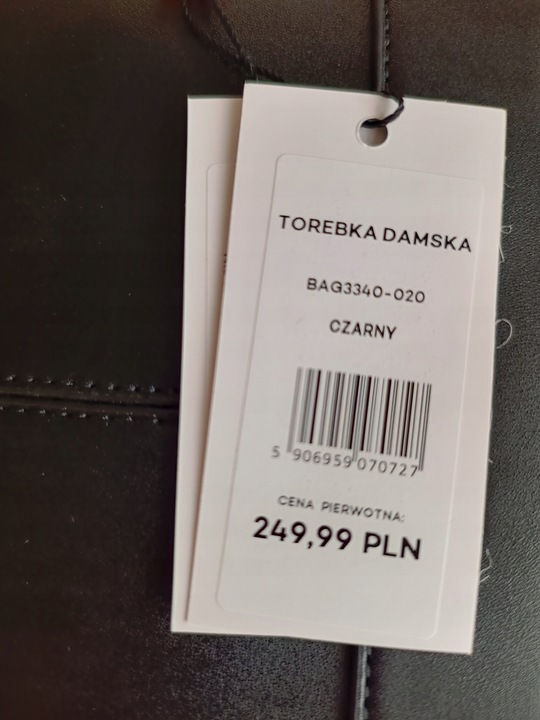 TOREBKA DAMSKA
BAG3340-020
CZARNY
5 906959 070727
CENA PIERWOTNA:
249,99 PLN